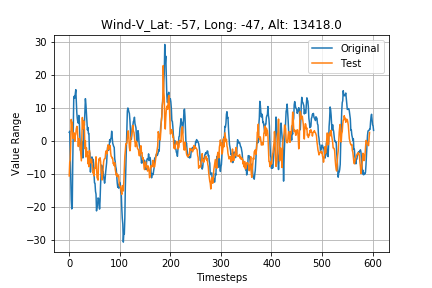 Wind-V_Lat: -57, Long: -47, Alt: 13418.0
Original
Test
30
20
10
0
−10
−20
−30
Value Range
0
100
200
300
400
500
600
Timesteps